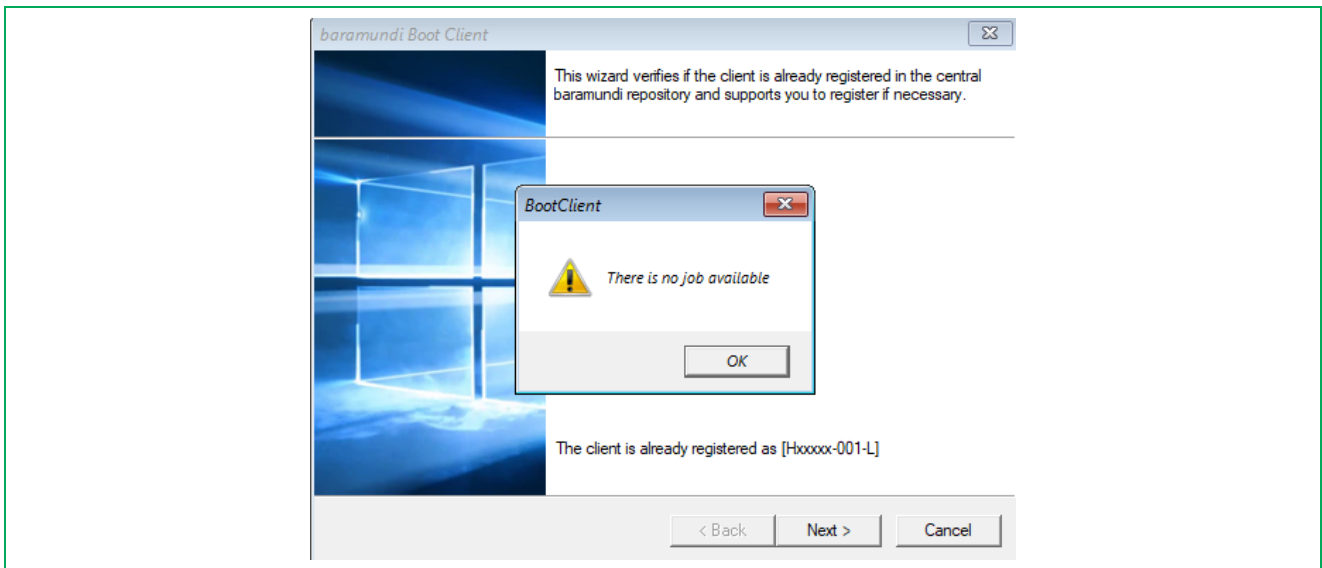 baramundi Boot Client
This wizard verifies if the client is already registered in the central
baramundi repository and supports you to register if necessary.
BootClient
There is no job available
OK
The client is already registered as [Hxxxxx-001-L]
< Back
Next >
Cancel